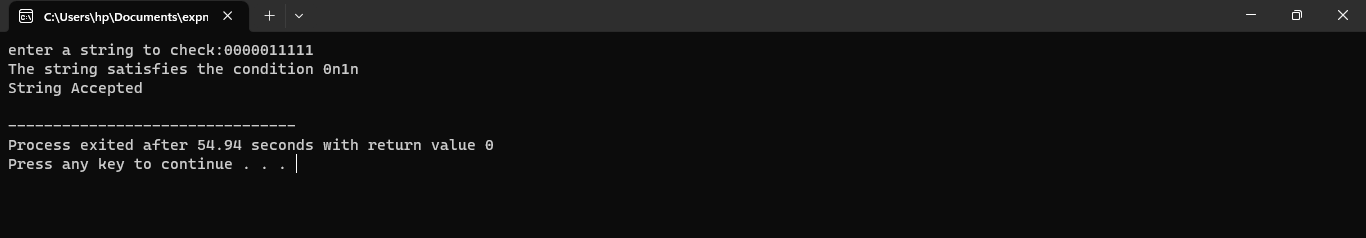 C:\Users\hp\Documents\expn
enter a string to check:0000011111
The string satisfies the condition 0n1n
String Accepted
--------------------------------
Process exited after 54.94 seconds with return value 0
Press any key to continue . . .